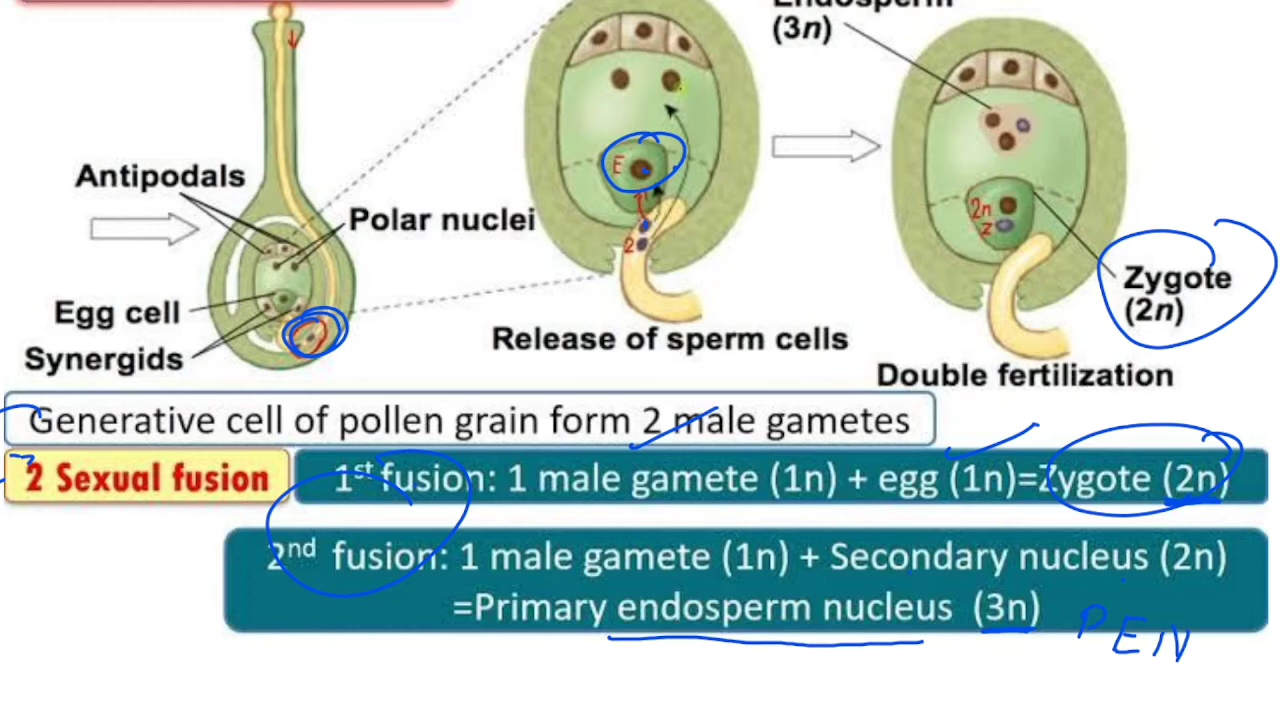 Endosperm
(3n)
Antipodals
Polar nuclei
Egg cell
Synergids
E
2
2n
z
Zygote
(2n)
Release of sperm cells
Double fertilization
Generative cell of pollen grain form 2 male gametes
2 Sexual fusion
1st fusion: 1 male gamete (1n) + egg (1n)=Zygote (2n)
2nd fusion: 1 male gamete (1n) + Secondary nucleus (2n)
=Primary endosperm nucleus (3n)
PEN